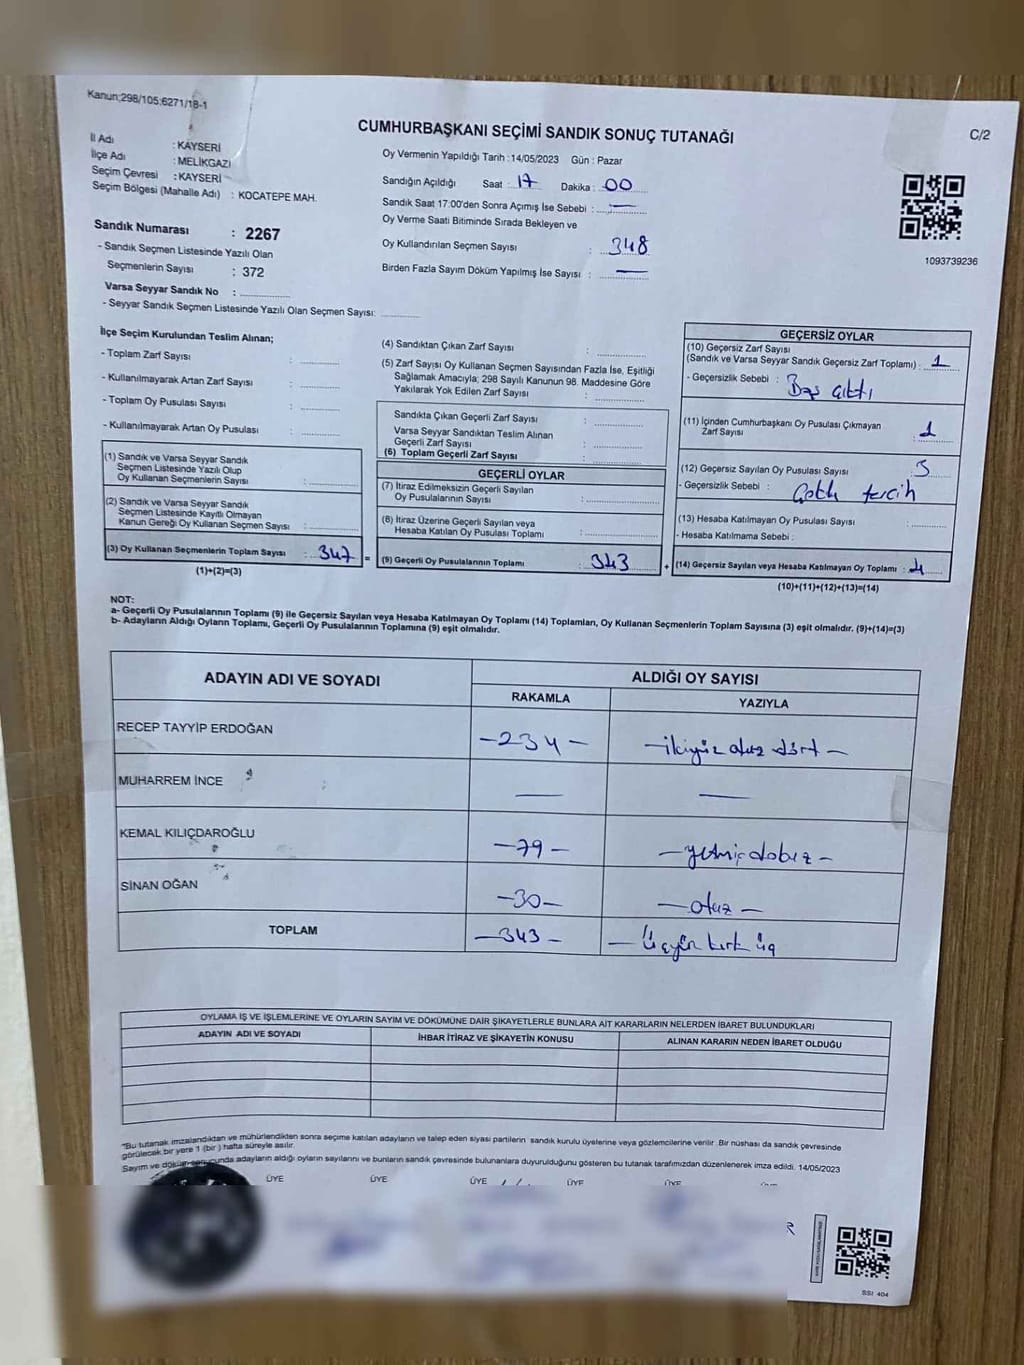 Kanun;298/105:6271/18-1
CUMHURBAŞKANI SEÇİMİ SANDIK SONUÇ TUTANAĞI
C/2
İl Adı : KAYSERİ
İlçe Adı : MELİKGAZİ
Seçim Çevresi : KAYSERİ
Seçim Bölgesi (Mahalle Adı) : KOCATEPE MAH.
Sandık Numarası : 2267
- Sandık Seçmen Listesinde Yazılı Olan
Seçmenlerin Sayısı : 372
Varsa Seyyar Sandık No :
- Seyyar Sandık Seçmen Listesinde Yazılı Olan Seçmen Sayısı:
Oy Vermenin Yapıldığı Tarih : 14/05/2023 Gün : Pazar
Sandığın Açıldığı Saat : 17 Dakika : 00
Sandık Saat 17:00'den Sonra Açımış İse Sebebi : —
Oy Verme Saati Bitiminde Sırada Bekleyen ve
Oy Kullandırılan Seçmen Sayısı : 348
Birden Fazla Sayım Döküm Yapılmış İse Sayısı : —
1093739236
İlçe Seçim Kurulundan Teslim Alınan;
- Toplam Zarf Sayısı :
- Kullanılmayarak Artan Zarf Sayısı :
- Toplam Oy Pusulası Sayısı :
- Kullanılmayarak Artan Oy Pusulası :
(1) Sandık ve Varsa Seyyar Sandık
Seçmen Listesinde Yazılı Olup
Oy Kullanan Seçmenlerin Sayısı :
(2) Sandık ve Varsa Seyyar Sandık
Seçmen Listesinde Kayıtlı Olmayan
Kanun Gereği Oy Kullanan Seçmen Sayısı :
(3) Oy Kullanan Seçmenlerin Toplam Sayısı : 347 =
(1)+(2)=(3)
(4) Sandıktan Çıkan Zarf Sayısı :
(5) Zarf Sayısı Oy Kullanan Seçmen Sayısından Fazla İse, Eşitliği
Sağlamak Amacıyla; 298 Sayılı Kanunun 98. Maddesine Göre
Yakılarak Yok Edilen Zarf Sayısı :
Sandıkta Çıkan Geçerli Zarf Sayısı :
Varsa Seyyar Sandıktan Teslim Alınan
Geçerli Zarf Sayısı :
(6) Toplam Geçerli Zarf Sayısı :
GEÇERLİ OYLAR
(7) İtiraz Edilmeksizin Geçerli Sayılan
Oy Pusulalarının Sayısı :
(8) İtiraz Üzerine Geçerli Sayılan veya
Hesaba Katılan Oy Pusulası Toplamı :
(9) Geçerli Oy Pusulalarının Toplamı : 343 +
GEÇERSİZ OYLAR
(10) Geçersiz Zarf Sayısı
(Sandık ve Varsa Seyyar Sandık Geçersiz Zarf Toplamı) : 1
- Geçersizlik Sebebi : Boş çıktı
(11) İçinden Cumhurbaşkanı Oy Pusulası Çıkmayan
Zarf Sayısı
(12) Geçersiz Sayılan Oy Pusulası Sayısı 3
- Geçersizlik Sebebi : Çoklu tercih
(13) Hesaba Katılmayan Oy Pusulası Sayısı :
- Hesaba Katılmama Sebebi :
(14) Geçersiz Sayılan veya Hesaba Katılmayan Oy Toplamı : 4
(10)+(11)+(12)+(13)=(14)
NOT:
a- Geçerli Oy Pusulalarının Toplamı (9) ile Geçersiz Sayılan veya Hesaba Katılmayan Oy Toplamı (14) Toplamları, Oy Kullanan Seçmenlerin Toplam Sayısına (3) eşit olmalıdır. (9)+(14)=(3)
b- Adayların Aldığı Oyların Toplamı, Geçerli Oy Pusulalarının Toplamına (9) eşit olmalıdır.
ADAYIN ADI VE SOYADI ALDIĞI OY SAYISI
RAKAMLA YAZIYLA
RECEP TAYYİP ERDOĞAN -234- -ikiyüz otuz dört-
MUHARREM İNCE — —
KEMAL KILIÇDAROĞLU -79- -yetmiş dokuz-
SİNAN OĞAN -30- -otuz-
TOPLAM -343- - Üçyüz kırk üç
OYLAMA İŞ VE İŞLEMLERİNE VE OYLARIN SAYIM VE DÖKÜMÜNE DAİR ŞİKAYETLERLE BUNLARA AİT KARARLARIN NELERDEN İBARET BULUNDUKLARI
ADAYIN ADI VE SOYADI İHBAR İTİRAZ VE ŞİKAYETİN KONUSU ALINAN KARARIN NEDEN İBARET OLDUĞU
"Bu tutanak imzalandıktan ve mühürlendikten sonra seçime katılan adayların ve talep eden siyasi partilerin sandık kurulu üyelerine veya gözlemcilerine verilir. Bir nüshası da sandık çevresinde
görülecek bir yere 1 (bir) hafta süreyle asılır.
Sayım ve döküm sonucunda adayların aldığı oyların sayılarını ve bunların sandık çevresinde bulunanlara duyurulduğunu gösteren bu tutanak tarafımızdan düzenlenerek imza edildi. 14/05/2023
ÜYE ÜYE ÜYE ÜYE ÜYE
SSI 404